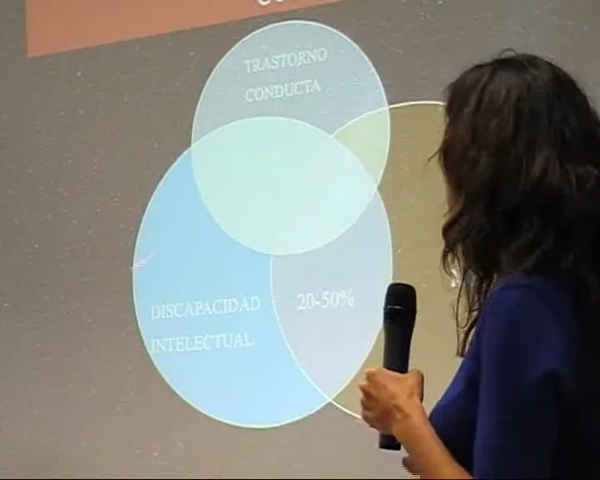 TRASTORNO
CONDUCTA
DISCAPACIDAD
INTELECTUAL
20-50%